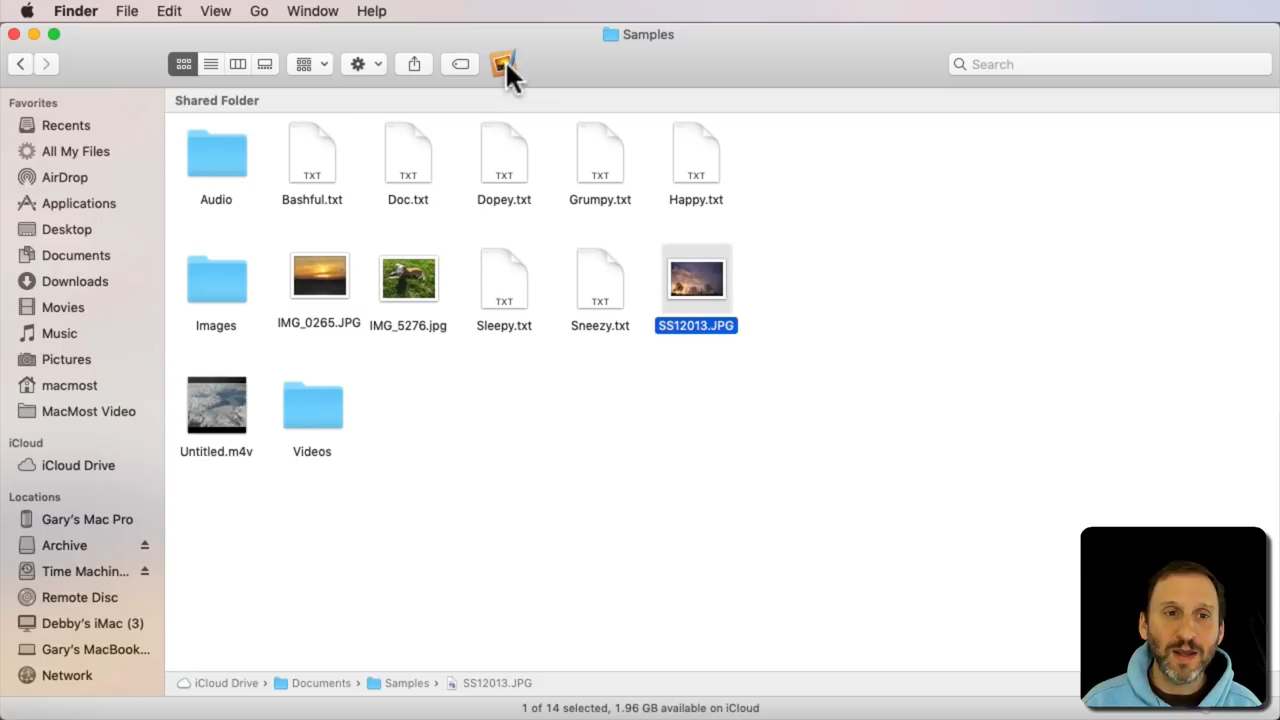 Finder File Edit View Go Window Help
Samples
Search
Favorites
Recents
All My Files
AirDrop
Applications
Desktop
Documents
Downloads
Movies
Music
Pictures
macmost
MacMost Video
iCloud
iCloud Drive
Locations
Gary's Mac Pro
Archive
Time Machin...
Remote Disc
Debby's iMac (3)
Gary's MacBook...
Network
Shared Folder
TXT TXT TXT TXT TXT
Audio Bashful.txt Doc.txt Dopey.txt Grumpy.txt Happy.txt
TXT TXT
Images IMG_0265.JPG IMG_5276.jpg Sleepy.txt Sneezy.txt SS12013.JPG
Untitled.m4v Videos
iCloud Drive › Documents › Samples › SS12013.JPG
1 of 14 selected, 1.96 GB available on iCloud